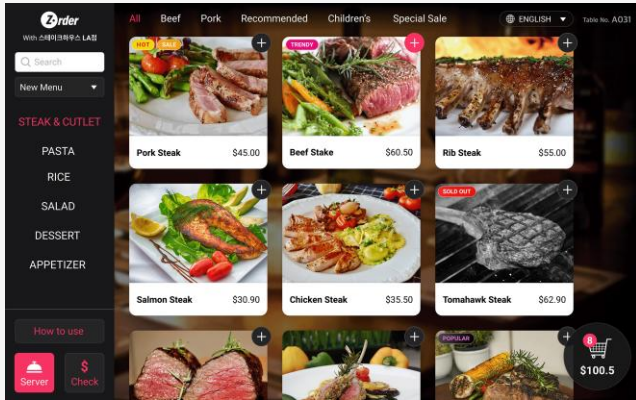 Z order
With 스테이크하우스 LA점
Search
New Menu
STEAK & CUTLET
PASTA
RICE
SALAD
DESSERT
APPETIZER
How to use
Server
$
Check
All Beef Pork Recommended Children's Special Sale
ENGLISH
Table No. A031
HOT SALE
Pork Steak $45.00
TRENDY
Beef Stake $60.50
Rib Steak $55.00
Salmon Steak $30.90
Chicken Steak $35.50
SOLD OUT
Tomahawk Steak $62.90
POPULAR
8
$100.5